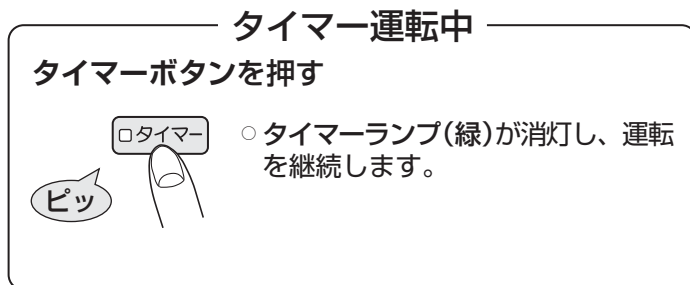 タイマー運転中
タイマーボタンを押す
タイマー
○タイマーランプ(緑)が消灯し、運転
を継続します。
ピッ